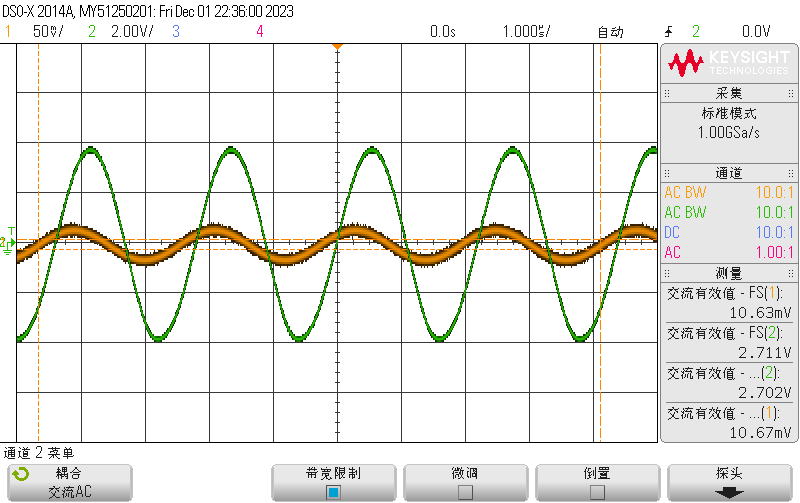 DSO-X 2014A, MY51250201: Fri Dec 01 22:36:00 2023
1 50mV/ 2 2.00V/ 3 4 0.0s 1.000us/ 自动 2 0.0V
KEYSIGHT
TECHNOLOGIES
采集
标准模式
1.00GSa/s
通道
AC BW 10.0:1
AC BW 10.0:1
DC 10.0:1
AC 1.00:1
测量
交流有效值 - FS(1):
10.63mV
交流有效值 - FS(2):
2.711V
交流有效值 - ...(2):
2.702V
交流有效值 - ...(1):
10.67mV
T
2
通道 2 菜单
耦合 带宽限制 微调 倒置 探头
交流AC